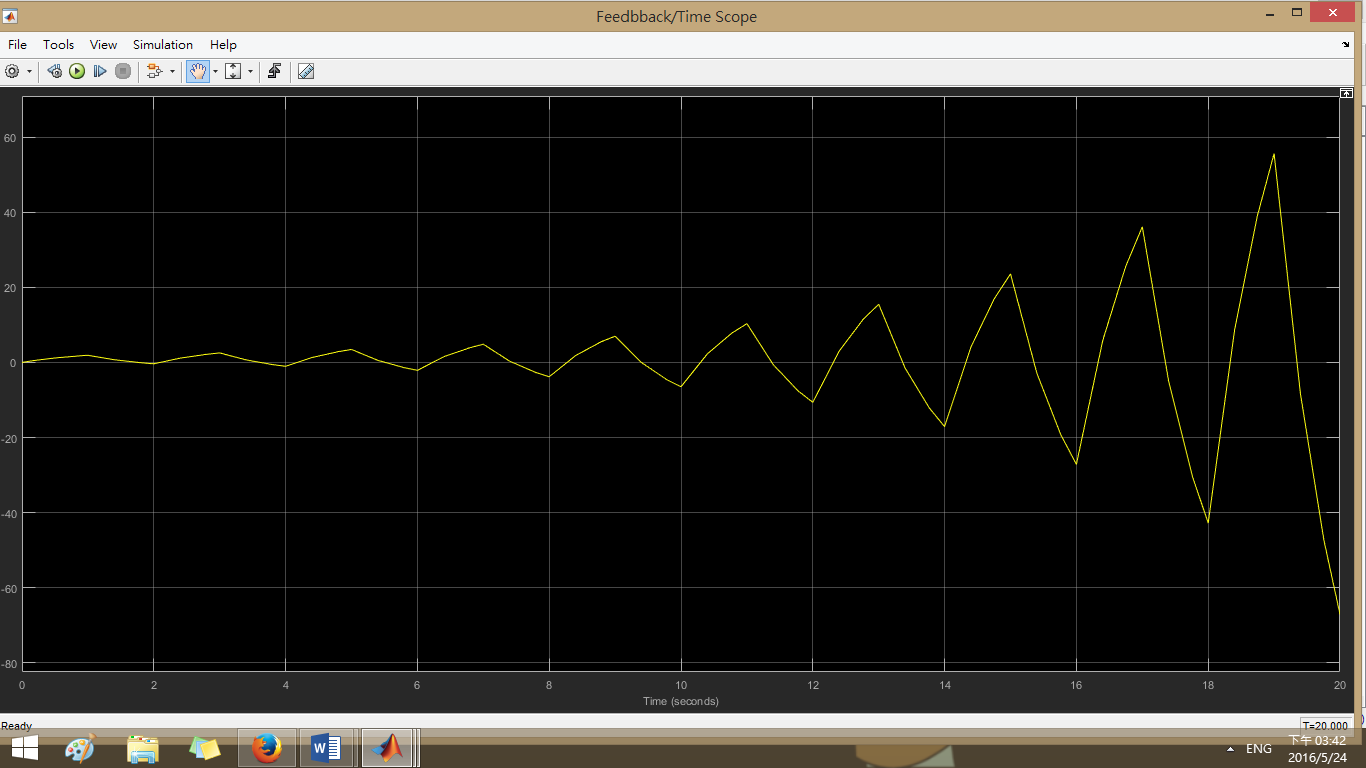 Feedbback/Time Scope
File Tools View Simulation Help
60
40
20
0
-20
-40
-60
-80
0 2 4 6 8 10 12 14 16 18 20
Time (seconds)
Ready T=20.000
ENG 下午 03:42
2016/5/24